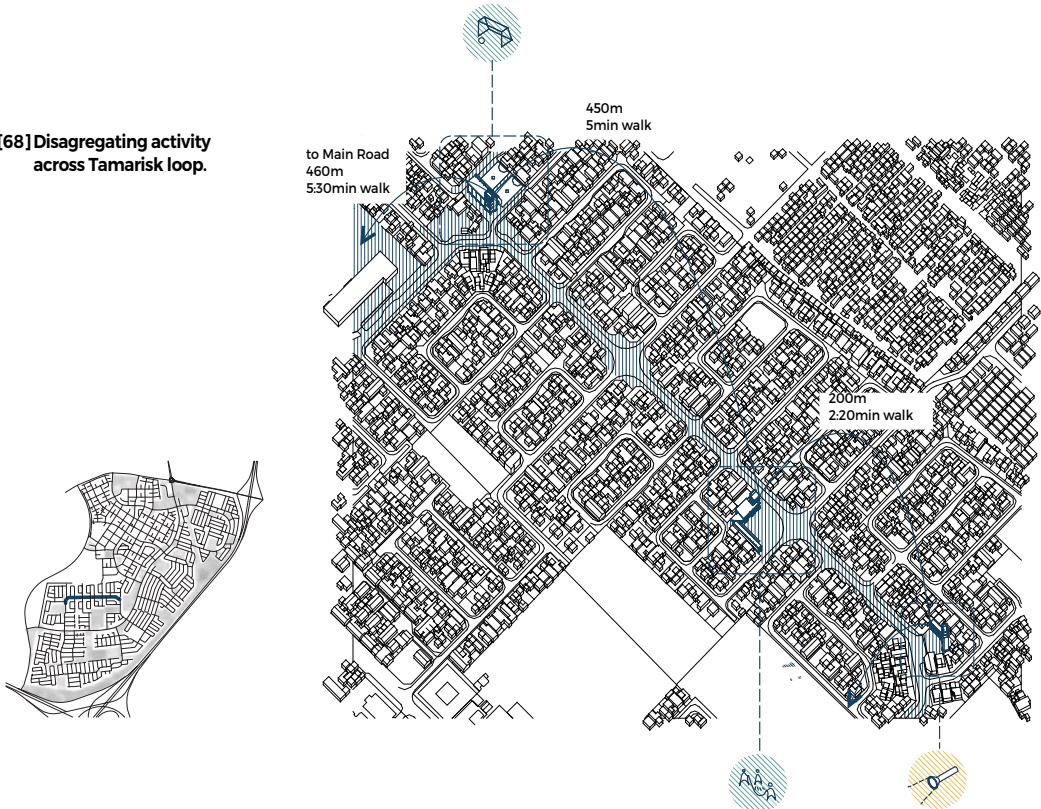 [68] Disagregating activity
across Tamarisk loop.
450m
5min walk
to Main Road
460m
5:30min walk
200m
2:20min walk